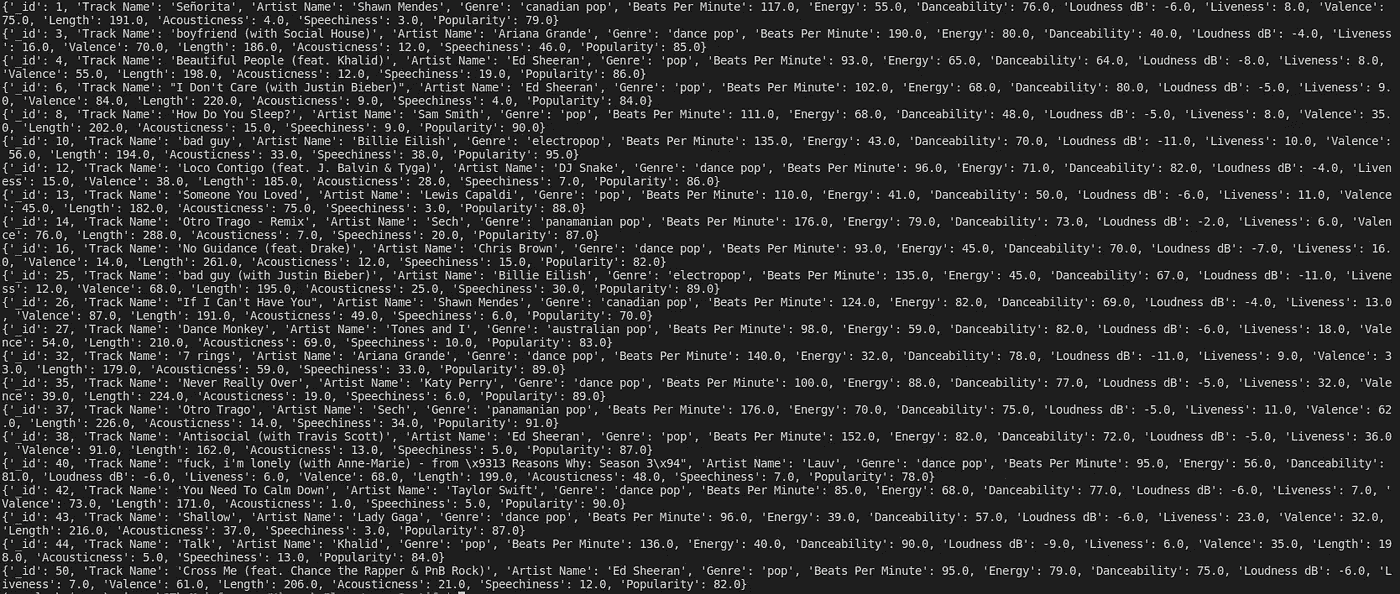 {'_id': 1, 'Track Name': 'Señorita', 'Artist Name': 'Shawn Mendes', 'Genre': 'canadian pop', 'Beats Per Minute': 117.0, 'Energy': 55.0, 'Danceability': 76.0, 'Loudness dB': -6.0, 'Liveness': 8.0, 'Valence':
75.0, 'Length': 191.0, 'Acousticness': 4.0, 'Speechiness': 3.0, 'Popularity': 79.0}
{'_id': 3, 'Track Name': 'boyfriend (with Social House)', 'Artist Name': 'Ariana Grande', 'Genre': 'dance pop', 'Beats Per Minute': 190.0, 'Energy': 80.0, 'Danceability': 40.0, 'Loudness dB': -4.0, 'Liveness
': 16.0, 'Valence': 70.0, 'Length': 186.0, 'Acousticness': 12.0, 'Speechiness': 46.0, 'Popularity': 85.0}
{'_id': 4, 'Track Name': 'Beautiful People (feat. Khalid)', 'Artist Name': 'Ed Sheeran', 'Genre': 'pop', 'Beats Per Minute': 93.0, 'Energy': 65.0, 'Danceability': 64.0, 'Loudness dB': -8.0, 'Liveness': 8.0,
'Valence': 55.0, 'Length': 198.0, 'Acousticness': 12.0, 'Speechiness': 19.0, 'Popularity': 86.0}
{'_id': 6, 'Track Name': "I Don't Care (with Justin Bieber)", 'Artist Name': 'Ed Sheeran', 'Genre': 'pop', 'Beats Per Minute': 102.0, 'Energy': 68.0, 'Danceability': 80.0, 'Loudness dB': -5.0, 'Liveness': 9.
0, 'Valence': 84.0, 'Length': 220.0, 'Acousticness': 9.0, 'Speechiness': 4.0, 'Popularity': 84.0}
{'_id': 8, 'Track Name': 'How Do You Sleep?', 'Artist Name': 'Sam Smith', 'Genre': 'pop', 'Beats Per Minute': 111.0, 'Energy': 68.0, 'Danceability': 48.0, 'Loudness dB': -5.0, 'Liveness': 8.0, 'Valence': 35.
0, 'Length': 202.0, 'Acousticness': 15.0, 'Speechiness': 9.0, 'Popularity': 90.0}
{'_id': 10, 'Track Name': 'bad guy', 'Artist Name': 'Billie Eilish', 'Genre': 'electropop', 'Beats Per Minute': 135.0, 'Energy': 43.0, 'Danceability': 70.0, 'Loudness dB': -11.0, 'Liveness': 10.0, 'Valence':
56.0, 'Length': 194.0, 'Acousticness': 33.0, 'Speechiness': 38.0, 'Popularity': 95.0}
{'_id': 12, 'Track Name': 'Loco Contigo (feat. J. Balvin & Tyga)', 'Artist Name': 'DJ Snake', 'Genre': 'dance pop', 'Beats Per Minute': 96.0, 'Energy': 71.0, 'Danceability': 82.0, 'Loudness dB': -4.0, 'Liven
ess': 15.0, 'Valence': 38.0, 'Length': 185.0, 'Acousticness': 28.0, 'Speechiness': 7.0, 'Popularity': 86.0}
{'_id': 13, 'Track Name': 'Someone You Loved', 'Artist Name': 'Lewis Capaldi', 'Genre': 'pop', 'Beats Per Minute': 110.0, 'Energy': 41.0, 'Danceability': 50.0, 'Loudness dB': -6.0, 'Liveness': 11.0, 'Valence
': 45.0, 'Length': 182.0, 'Acousticness': 75.0, 'Speechiness': 3.0, 'Popularity': 88.0}
{'_id': 14, 'Track Name': 'Otro Trago - Remix', 'Artist Name': 'Sech', 'Genre': 'panamanian pop', 'Beats Per Minute': 176.0, 'Energy': 79.0, 'Danceability': 73.0, 'Loudness dB': -2.0, 'Liveness': 6.0, 'Valen
ce': 76.0, 'Length': 288.0, 'Acousticness': 7.0, 'Speechiness': 20.0, 'Popularity': 87.0}
{'_id': 16, 'Track Name': 'No Guidance (feat. Drake)', 'Artist Name': 'Chris Brown', 'Genre': 'dance pop', 'Beats Per Minute': 93.0, 'Energy': 45.0, 'Danceability': 70.0, 'Loudness dB': -7.0, 'Liveness': 16.
0, 'Valence': 14.0, 'Length': 261.0, 'Acousticness': 12.0, 'Speechiness': 15.0, 'Popularity': 82.0}
{'_id': 25, 'Track Name': 'bad guy (with Justin Bieber)', 'Artist Name': 'Billie Eilish', 'Genre': 'electropop', 'Beats Per Minute': 135.0, 'Energy': 45.0, 'Danceability': 67.0, 'Loudness dB': -11.0, 'Livene
ss': 12.0, 'Valence': 68.0, 'Length': 195.0, 'Acousticness': 25.0, 'Speechiness': 30.0, 'Popularity': 89.0}
{'_id': 26, 'Track Name': "If I Can't Have You", 'Artist Name': 'Shawn Mendes', 'Genre': 'canadian pop', 'Beats Per Minute': 124.0, 'Energy': 82.0, 'Danceability': 69.0, 'Loudness dB': -4.0, 'Liveness': 13.0
, 'Valence': 87.0, 'Length': 191.0, 'Acousticness': 49.0, 'Speechiness': 6.0, 'Popularity': 70.0}
{'_id': 27, 'Track Name': 'Dance Monkey', 'Artist Name': 'Tones and I', 'Genre': 'australian pop', 'Beats Per Minute': 98.0, 'Energy': 59.0, 'Danceability': 82.0, 'Loudness dB': -6.0, 'Liveness': 18.0, 'Vale
nce': 54.0, 'Length': 210.0, 'Acousticness': 69.0, 'Speechiness': 10.0, 'Popularity': 83.0}
{'_id': 32, 'Track Name': '7 rings', 'Artist Name': 'Ariana Grande', 'Genre': 'dance pop', 'Beats Per Minute': 140.0, 'Energy': 32.0, 'Danceability': 78.0, 'Loudness dB': -11.0, 'Liveness': 9.0, 'Valence': 3
3.0, 'Length': 179.0, 'Acousticness': 59.0, 'Speechiness': 33.0, 'Popularity': 89.0}
{'_id': 35, 'Track Name': 'Never Really Over', 'Artist Name': 'Katy Perry', 'Genre': 'dance pop', 'Beats Per Minute': 100.0, 'Energy': 88.0, 'Danceability': 77.0, 'Loudness dB': -5.0, 'Liveness': 32.0, 'Vale
nce': 39.0, 'Length': 224.0, 'Acousticness': 19.0, 'Speechiness': 6.0, 'Popularity': 89.0}
{'_id': 37, 'Track Name': 'Otro Trago', 'Artist Name': 'Sech', 'Genre': 'panamanian pop', 'Beats Per Minute': 176.0, 'Energy': 70.0, 'Danceability': 75.0, 'Loudness dB': -5.0, 'Liveness': 11.0, 'Valence': 62
.0, 'Length': 226.0, 'Acousticness': 14.0, 'Speechiness': 34.0, 'Popularity': 91.0}
{'_id': 38, 'Track Name': 'Antisocial (with Travis Scott)', 'Artist Name': 'Ed Sheeran', 'Genre': 'pop', 'Beats Per Minute': 152.0, 'Energy': 82.0, 'Danceability': 72.0, 'Loudness dB': -5.0, 'Liveness': 36.0
, 'Valence': 91.0, 'Length': 162.0, 'Acousticness': 13.0, 'Speechiness': 5.0, 'Popularity': 87.0}
{'_id': 40, 'Track Name': "fuck, i'm lonely (with Anne-Marie) - from \x9313 Reasons Why: Season 3\x94", 'Artist Name': 'Lauv', 'Genre': 'dance pop', 'Beats Per Minute': 95.0, 'Energy': 56.0, 'Danceability':
81.0, 'Loudness dB': -6.0, 'Liveness': 6.0, 'Valence': 68.0, 'Length': 199.0, 'Acousticness': 48.0, 'Speechiness': 7.0, 'Popularity': 78.0}
{'_id': 42, 'Track Name': 'You Need To Calm Down', 'Artist Name': 'Taylor Swift', 'Genre': 'dance pop', 'Beats Per Minute': 85.0, 'Energy': 68.0, 'Danceability': 77.0, 'Loudness dB': -6.0, 'Liveness': 7.0, '
Valence': 73.0, 'Length': 171.0, 'Acousticness': 1.0, 'Speechiness': 5.0, 'Popularity': 90.0}
{'_id': 43, 'Track Name': 'Shallow', 'Artist Name': 'Lady Gaga', 'Genre': 'dance pop', 'Beats Per Minute': 96.0, 'Energy': 39.0, 'Danceability': 57.0, 'Loudness dB': -6.0, 'Liveness': 23.0, 'Valence': 32.0,
'Length': 216.0, 'Acousticness': 37.0, 'Speechiness': 3.0, 'Popularity': 87.0}
{'_id': 44, 'Track Name': 'Talk', 'Artist Name': 'Khalid', 'Genre': 'pop', 'Beats Per Minute': 136.0, 'Energy': 40.0, 'Danceability': 90.0, 'Loudness dB': -9.0, 'Liveness': 6.0, 'Valence': 35.0, 'Length': 19
8.0, 'Acousticness': 5.0, 'Speechiness': 13.0, 'Popularity': 84.0}
{'_id': 50, 'Track Name': 'Cross Me (feat. Chance the Rapper & PnB Rock)', 'Artist Name': 'Ed Sheeran', 'Genre': 'pop', 'Beats Per Minute': 95.0, 'Energy': 79.0, 'Danceability': 75.0, 'Loudness dB': -6.0, 'L
iveness': 7.0, 'Valence': 61.0, 'Length': 206.0, 'Acousticness': 21.0, 'Speechiness': 12.0, 'Popularity': 82.0}